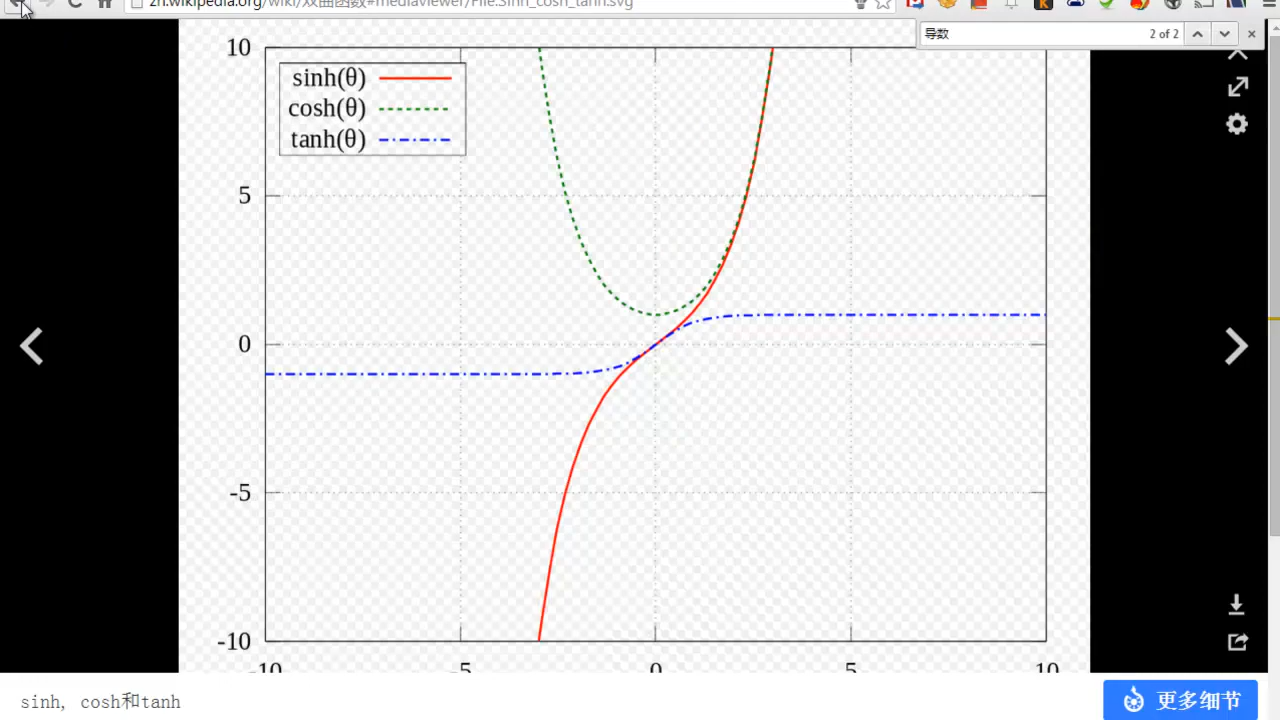 zh.wikipedia.org/wiki/双曲函数#mediaviewer/File:Sinh_cosh_tanh.svg
导数 2 of 2
10
sinh(θ)
cosh(θ)
tanh(θ)
5
0
-5
-10
-10 -5 0 5 10
sinh, cosh和tanh
更多细节